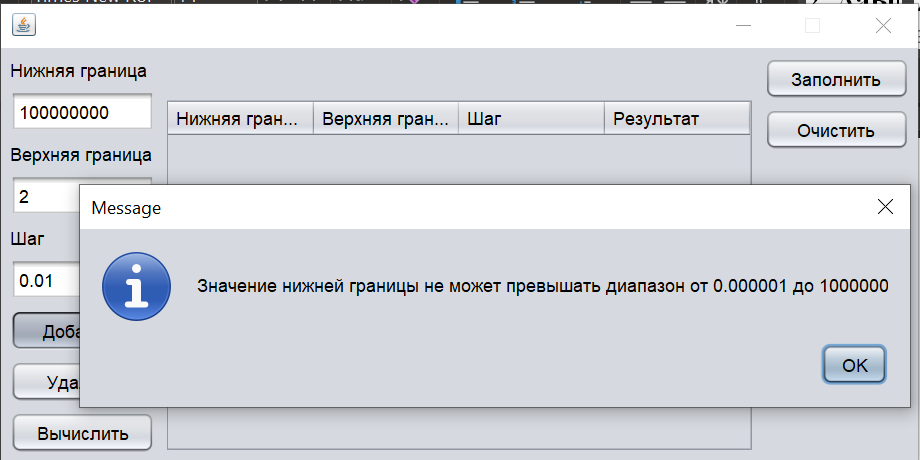 Нижняя граница
100000000
Верхняя граница
2
Шаг
0.01
Вычислить
Нижняя гран... Верхняя гран... Шаг Результат
Заполнить
Очистить
Message
Значение нижней границы не может превышать диапазон от 0.000001 до 1000000
OK